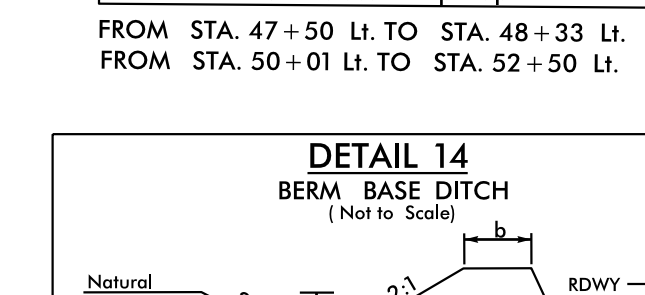 FROM STA. 47+50 Lt. TO STA. 48+33 Lt.
FROM STA. 50+01 Lt. TO STA. 52+50 Lt.
DETAIL 14
BERM BASE DITCH
( Not to Scale)
b
Natural
2:1
RDWY